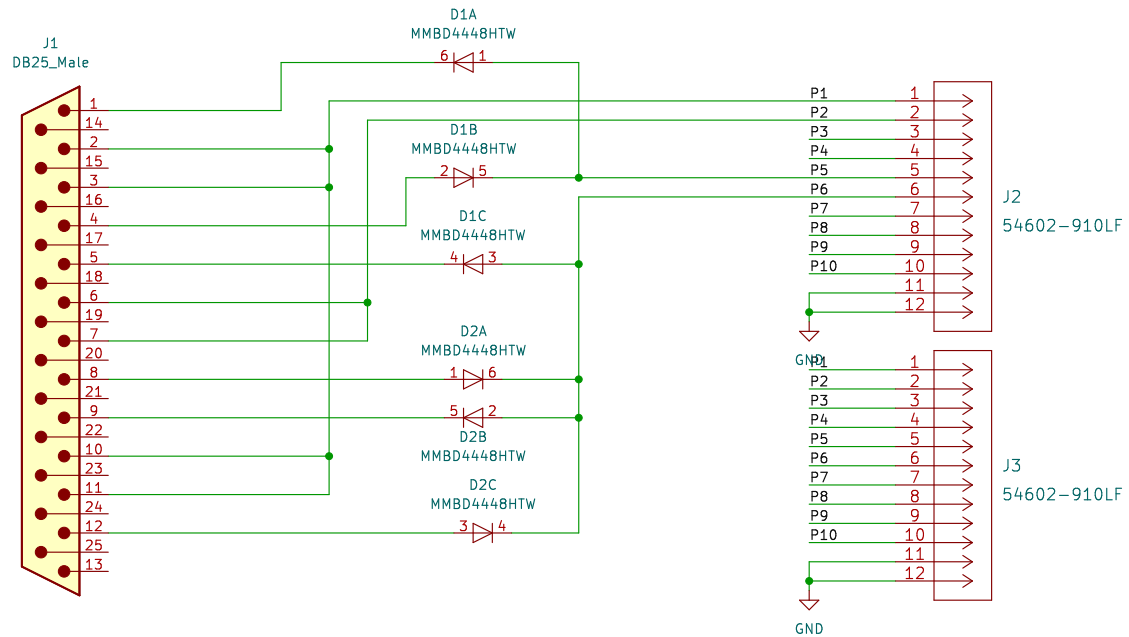 J1
DB25_Male
1
14
2
15
3
16
4
17
5
18
6
19
7
20
8
21
9
22
10
23
11
24
12
25
13
D1A
MMBD4448HTW
6 1
D1B
MMBD4448HTW
2 5
D1C
MMBD4448HTW
4 3
D2A
MMBD4448HTW
1 6
5 2
D2B
MMBD4448HTW
D2C
MMBD4448HTW
3 4
P1 1
P2 2
P3 3
P4 4
P5 5
P6 6
P7 7
P8 8
P9 9
P10 10
11
12
GND
J2
54602-910LF
P1 1
P2 2
P3 3
P4 4
P5 5
P6 6
P7 7
P8 8
P9 9
P10 10
11
12
GND
J3
54602-910LF